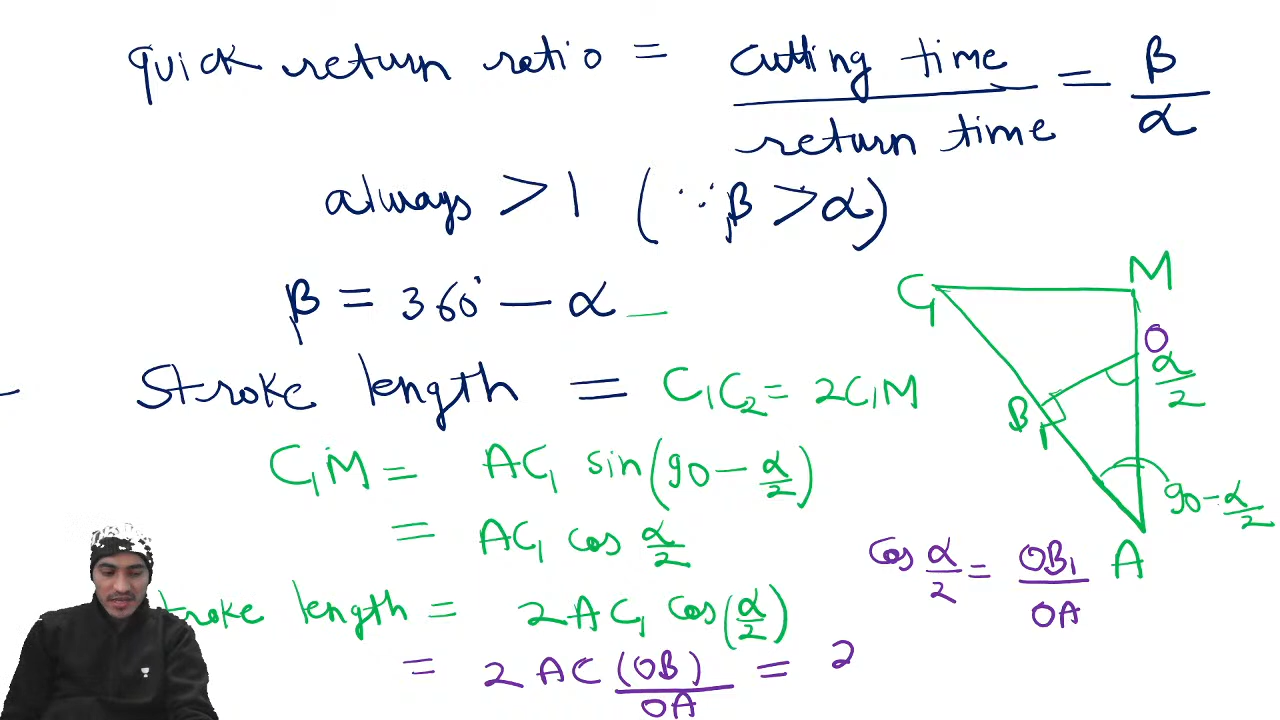 quick return ratio = cutting time / return time = β/α
always > 1 (∵ β > α)
β = 360° − α
Stroke length = C₁C₂ = 2C₁M
C₁M = AC₁ sin(90 − α/2)
= AC₁ cos α/2
stroke length = 2AC₁ cos(α/2)
= 2AC (OB)/OA = 2
C₁ M
O
α/2
B₁
90 − α/2
A
cos α/2 = OB₁/OA